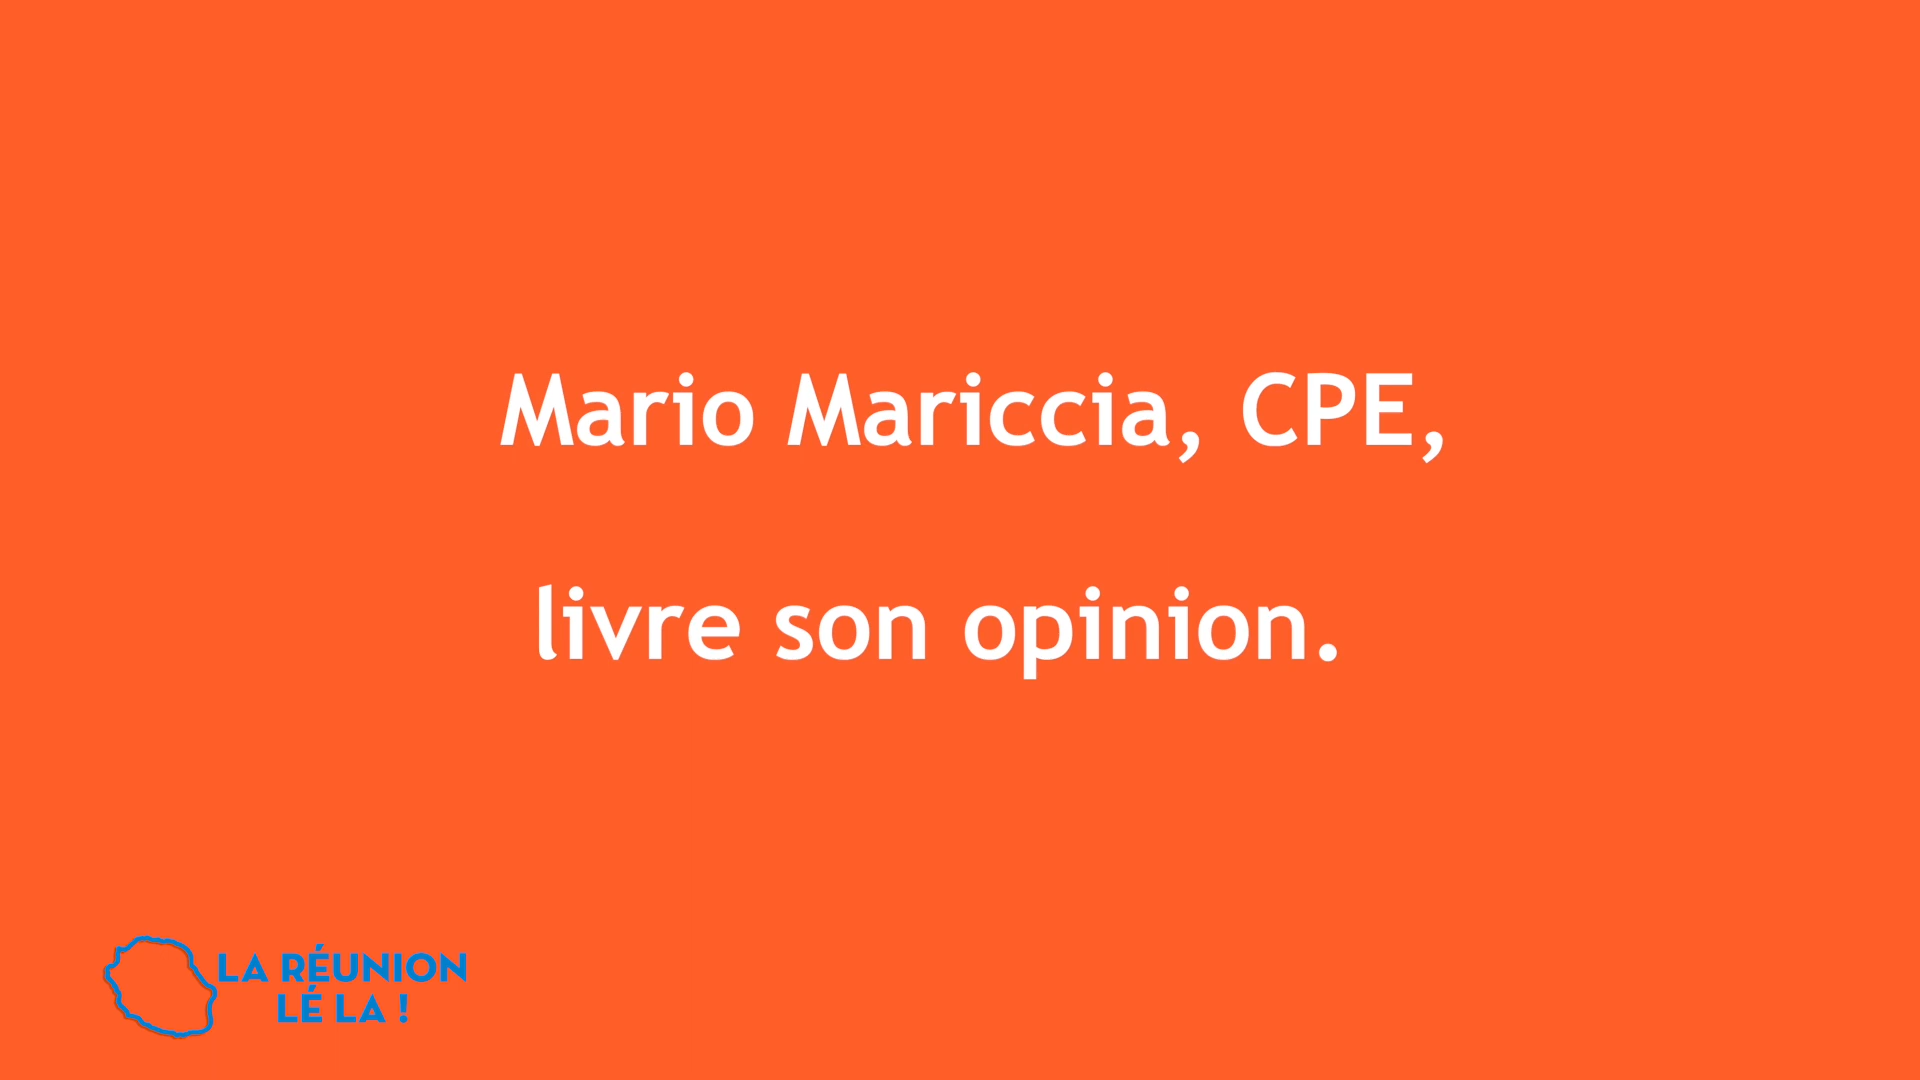 Mario Mariccia, CPE,
livre son opinion.
LA RÉUNION
LÉ LA !